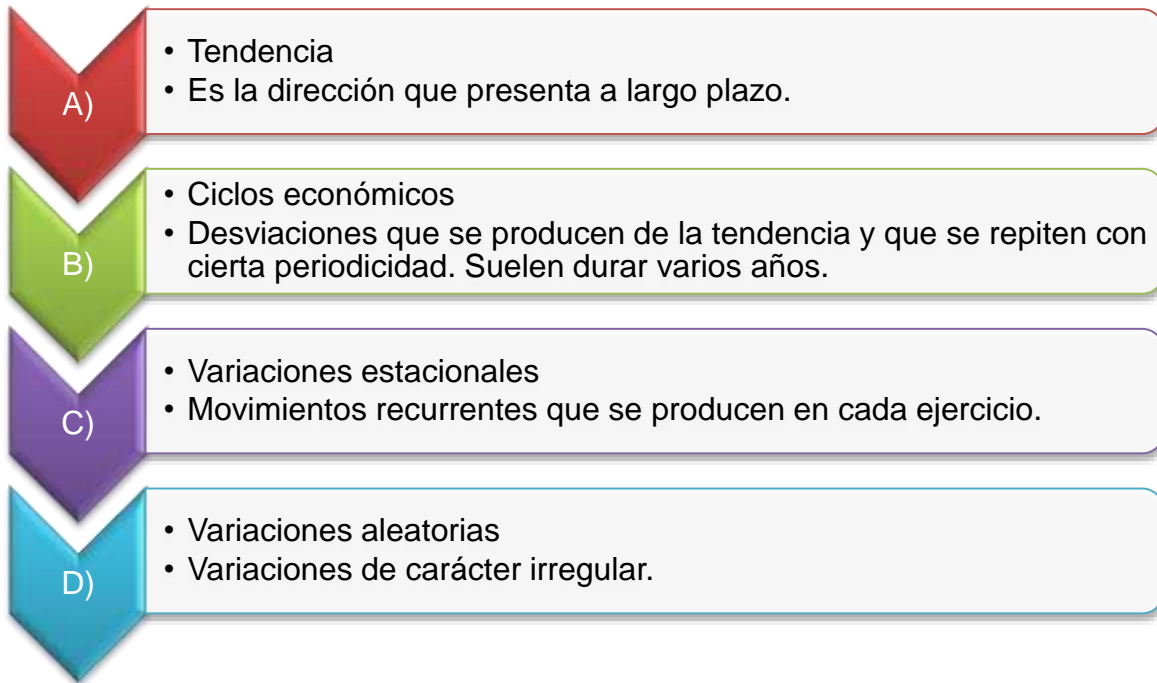 A)
• Tendencia
• Es la dirección que presenta a largo plazo.
B)
• Ciclos económicos
• Desviaciones que se producen de la tendencia y que se repiten con
cierta periodicidad. Suelen durar varios años.
C)
• Variaciones estacionales
• Movimientos recurrentes que se producen en cada ejercicio.
D)
• Variaciones aleatorias
• Variaciones de carácter irregular.